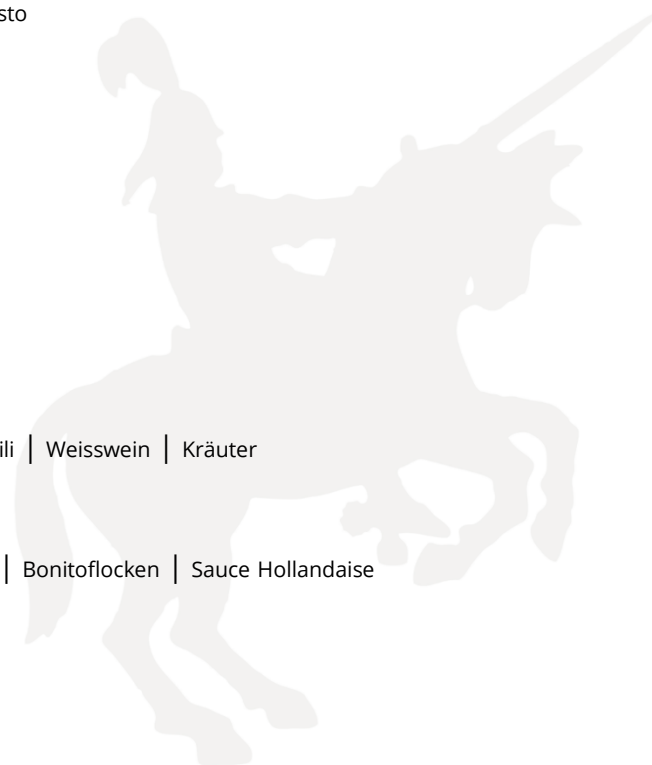 sto
ili | Weisswein | Kräuter
| Bonitoflocken | Sauce Hollandaise